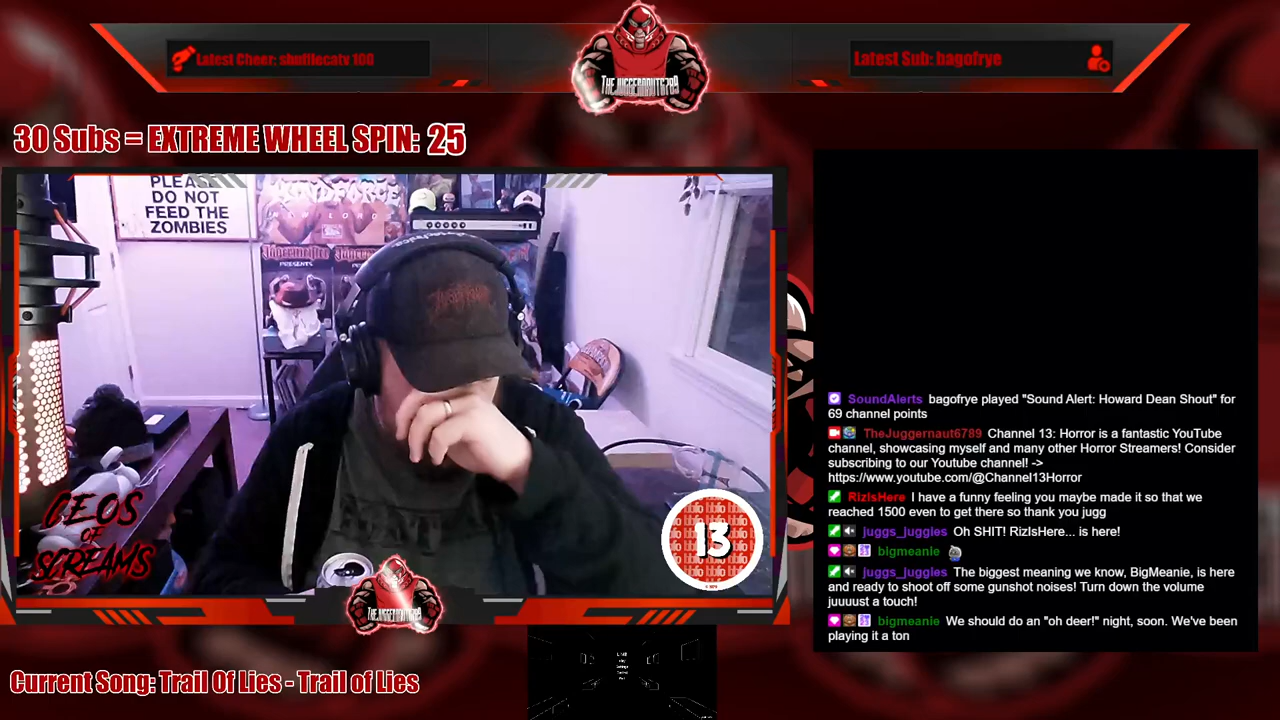 Latest Cheer: shufflecatv 100
THEJUGGERNAUT6789
Latest Sub: bagofrye
30 Subs = EXTREME WHEEL SPIN: 25
PLEASE
DO NOT
FEED THE
ZOMBIES
MINDFORCE
Jägermeister
PRESENTS
CEOS
OF
SCREAMS
13
THEJUGGERNAUT6789
Current Song: Trail Of Lies - Trail of Lies
SoundAlerts bagofrye played "Sound Alert: Howard Dean Shout" for
69 channel points
TheJuggernaut6789 Channel 13: Horror is a fantastic YouTube
channel, showcasing myself and many other Horror Streamers! Consider
subscribing to our Youtube channel! ->
https://www.youtube.com/@Channel13Horror
RizIsHere I have a funny feeling you maybe made it so that we
reached 1500 even to get there so thank you jugg
juggs_juggies Oh SHIT! RizIsHere... is here!
bigmeanie
juggs_juggies The biggest meaning we know, BigMeanie, is here
and ready to shoot off some gunshot noises! Turn down the volume
juuuust a touch!
bigmeanie We should do an "oh deer!" night, soon. We've been
playing it a ton